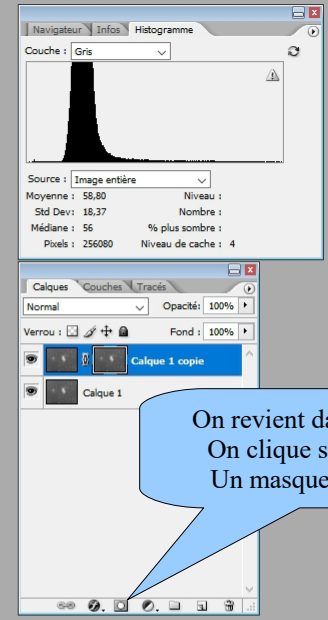 Navigateur Infos Histogramme
Couche : Gris
Source : Image entière
Moyenne : 58,80 Niveau :
Std Dev: 18,37 Nombre :
Médiane : 56 % plus sombre :
Pixels : 256080 Niveau de cache : 4
Calques Couches Tracés
Normal Opacité: 100%
Verrou : Fond : 100%
Calque 1 copie
Calque 1
On revient da
On clique s
Un masque